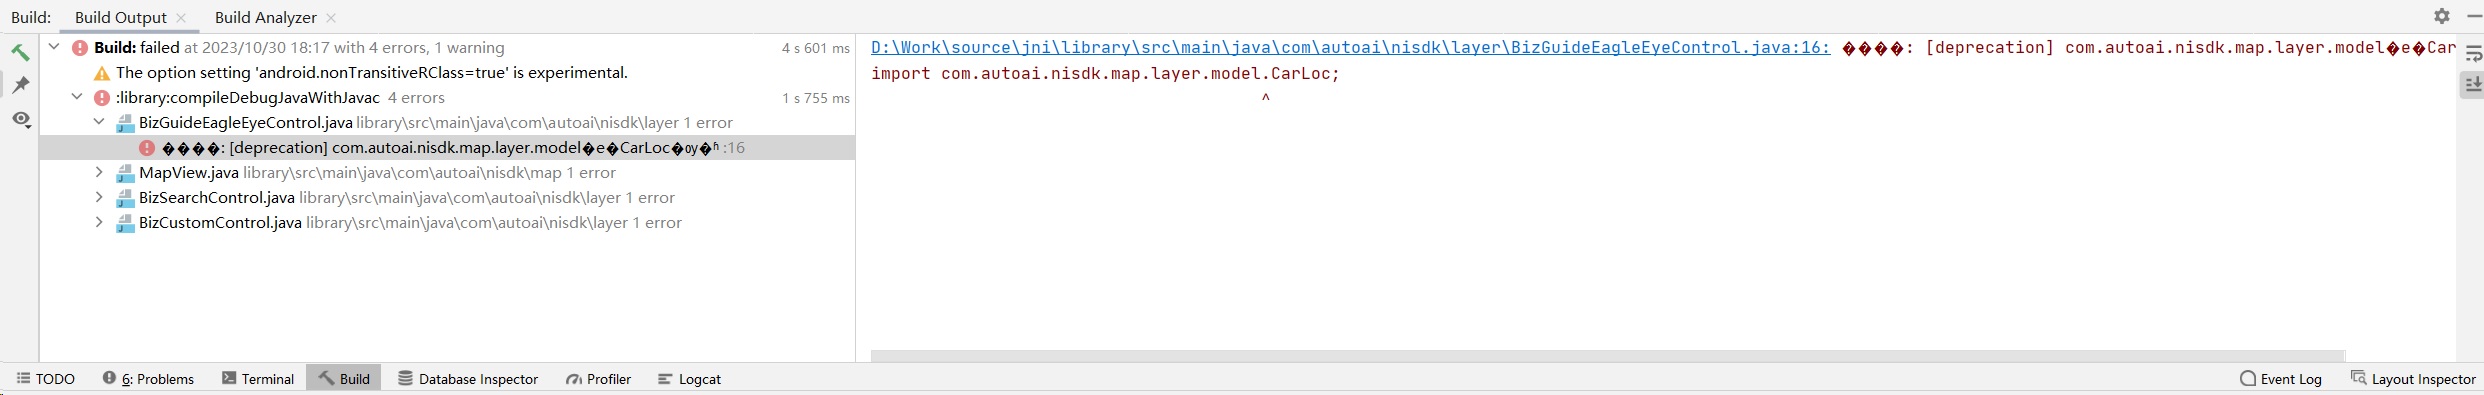 Build: Build Output Build Analyzer
Build: failed at 2023/10/30 18:17 with 4 errors, 1 warning 4 s 601 ms
The option setting 'android.nonTransitiveRClass=true' is experimental.
:library:compileDebugJavaWithJavac 4 errors 1 s 755 ms
BizGuideEagleEyeControl.java library\src\main\java\com\autoai\nisdk\layer 1 error
����: [deprecation] com.autoai.nisdk.map.layer.model�е�CarLoc�ѹ��ʱ :16
MapView.java library\src\main\java\com\autoai\nisdk\map 1 error
BizSearchControl.java library\src\main\java\com\autoai\nisdk\layer 1 error
BizCustomControl.java library\src\main\java\com\autoai\nisdk\layer 1 error
D:\Work\source\jni\library\src\main\java\com\autoai\nisdk\layer\BizGuideEagleEyeControl.java:16: ����: [deprecation] com.autoai.nisdk.map.layer.model�е�Car
import com.autoai.nisdk.map.layer.model.CarLoc;
^
TODO 6: Problems Terminal Build Database Inspector Profiler Logcat Event Log Layout Inspector